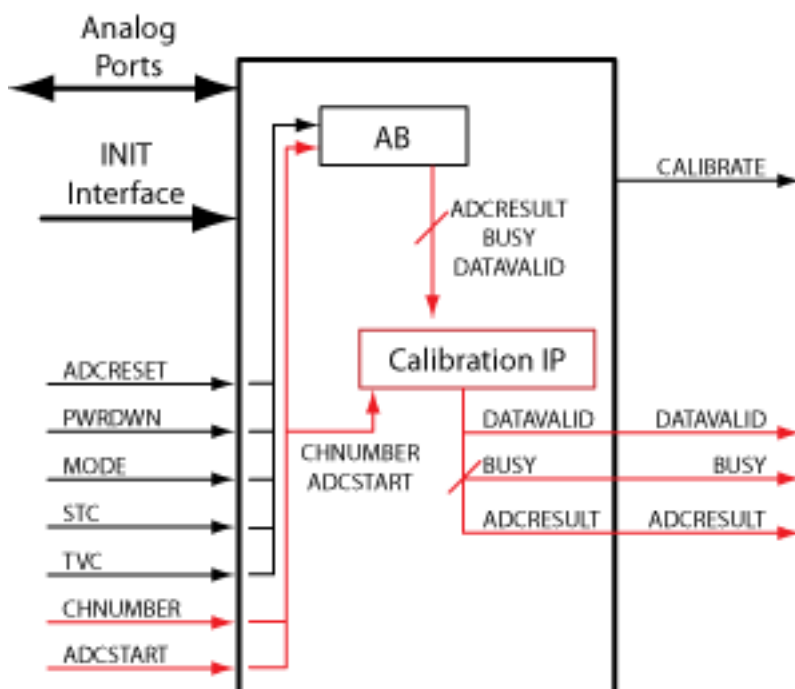 Analog
Ports
INIT
Interface
AB
CALIBRATE
ADCRESULT
BUSY
DATAVALID
Calibration IP
ADCRESET
PWRDWN
MODE
STC
TVC
CHNUMBER
ADCSTART
CHNUMBER
ADCSTART
DATAVALID
DATAVALID
BUSY
BUSY
ADCRESULT
ADCRESULT